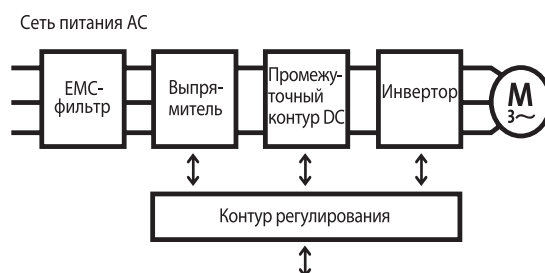 Сеть питания AC
EMC-
фильтр
Выпря-
митель
Промежу-
точный
контур DC
Инвертор
M
3~
Контур регулирования